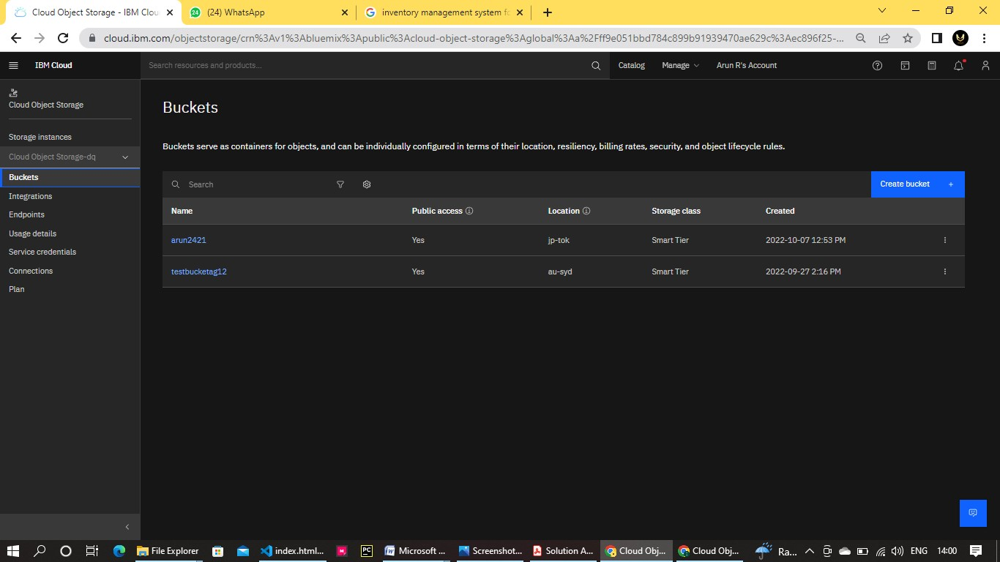 Cloud Object Storage - IBM Clou
(24) WhatsApp
inventory management system fo
cloud.ibm.com/objectstorage/crn%3Av1%3Abluemix%3Apublic%3Acloud-object-storage%3Aglobal%3Aa%2Fff9e051bbd784c899b91939470ae629c%3Aec896f25-...
IBM Cloud
Search resources and products...
Catalog
Manage
Arun R's Account
Cloud Object Storage
Storage instances
Cloud Object Storage-dq
Buckets
Integrations
Endpoints
Usage details
Service credentials
Connections
Plan
Buckets
Buckets serve as containers for objects, and can be individually configured in terms of their location, resiliency, billing rates, security, and object lifecycle rules.
Search
Create bucket +
Name Public access Location Storage class Created
arun2421 Yes jp-tok Smart Tier 2022-10-07 12:53 PM
testbucketag12 Yes au-syd Smart Tier 2022-09-27 2:16 PM
File Explorer
index.html...
PC
Microsoft ...
Screenshot...
Solution A...
Cloud Obj...
Cloud Obj...
Ra...
ENG
14:00